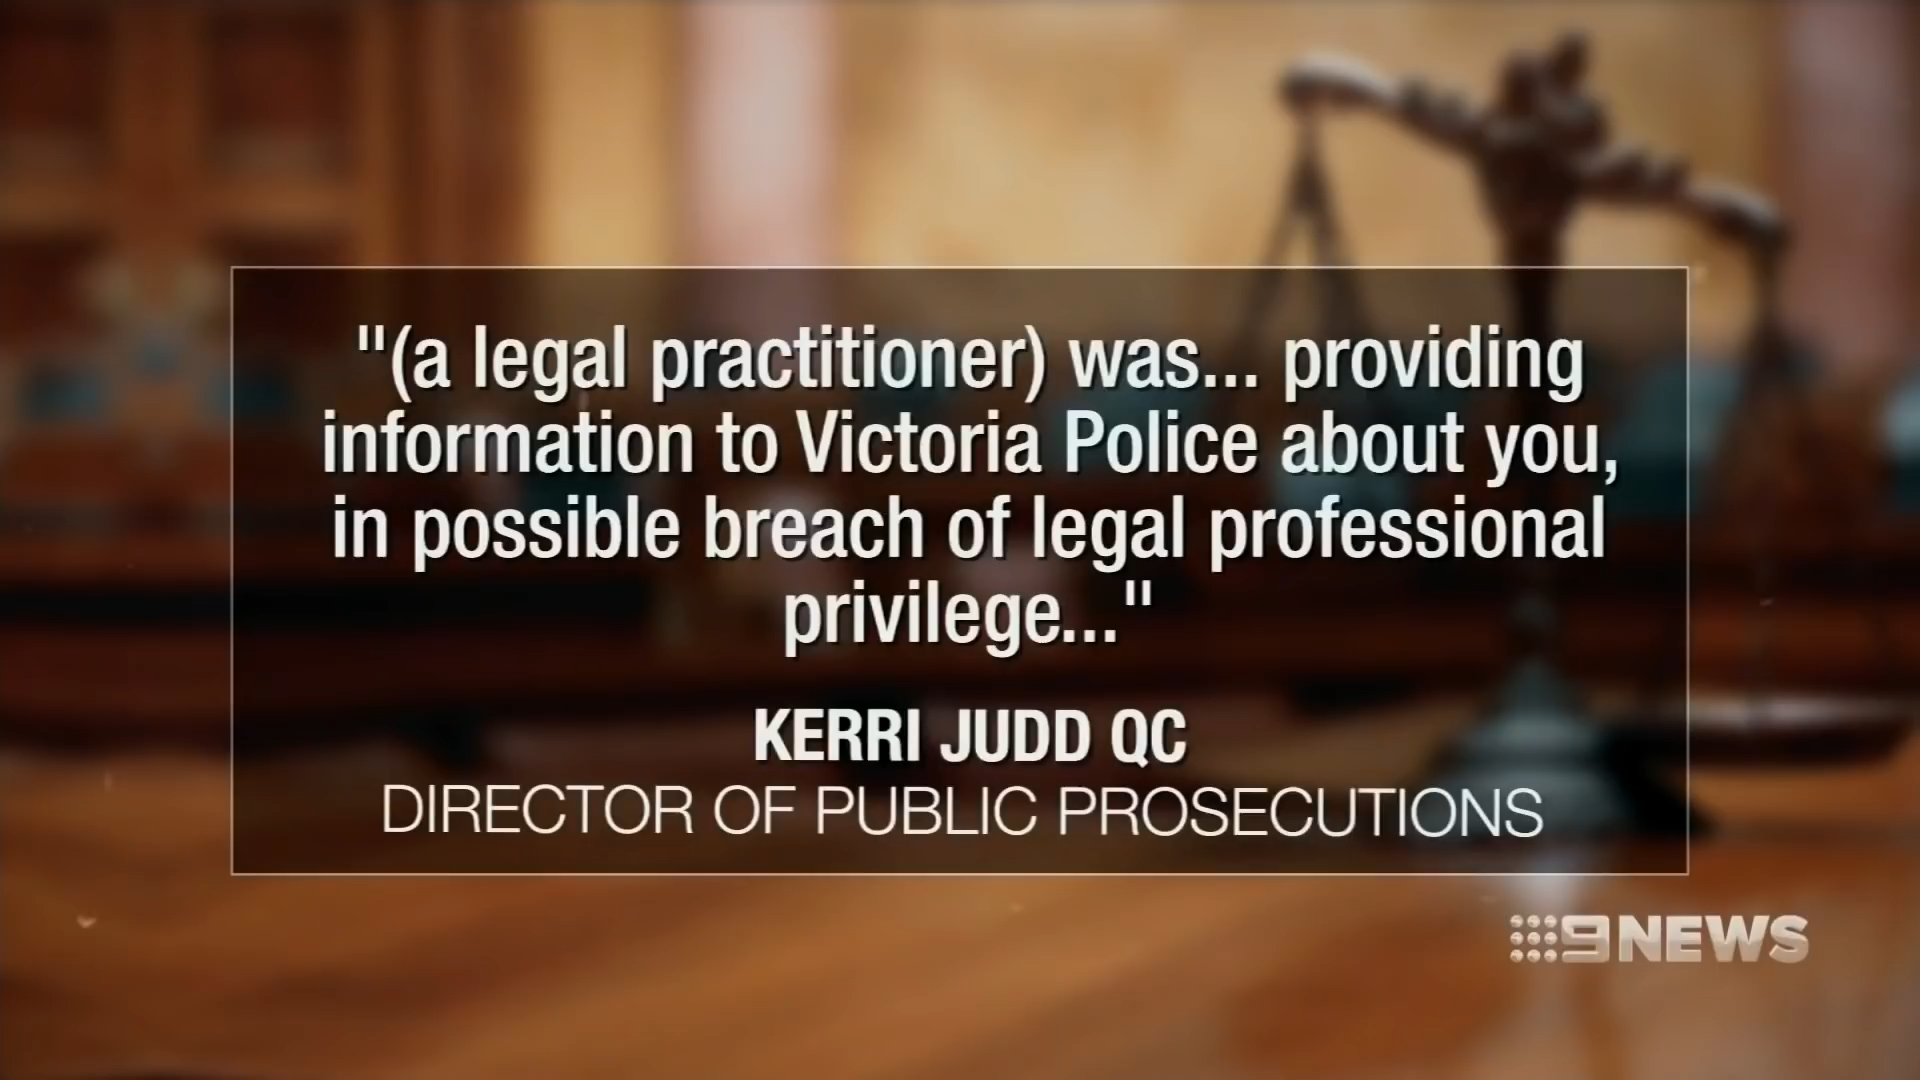 "(a legal practitioner) was... providing
information to Victoria Police about you,
in possible breach of legal professional
privilege..."
KERRI JUDD QC
DIRECTOR OF PUBLIC PROSECUTIONS
9NEWS